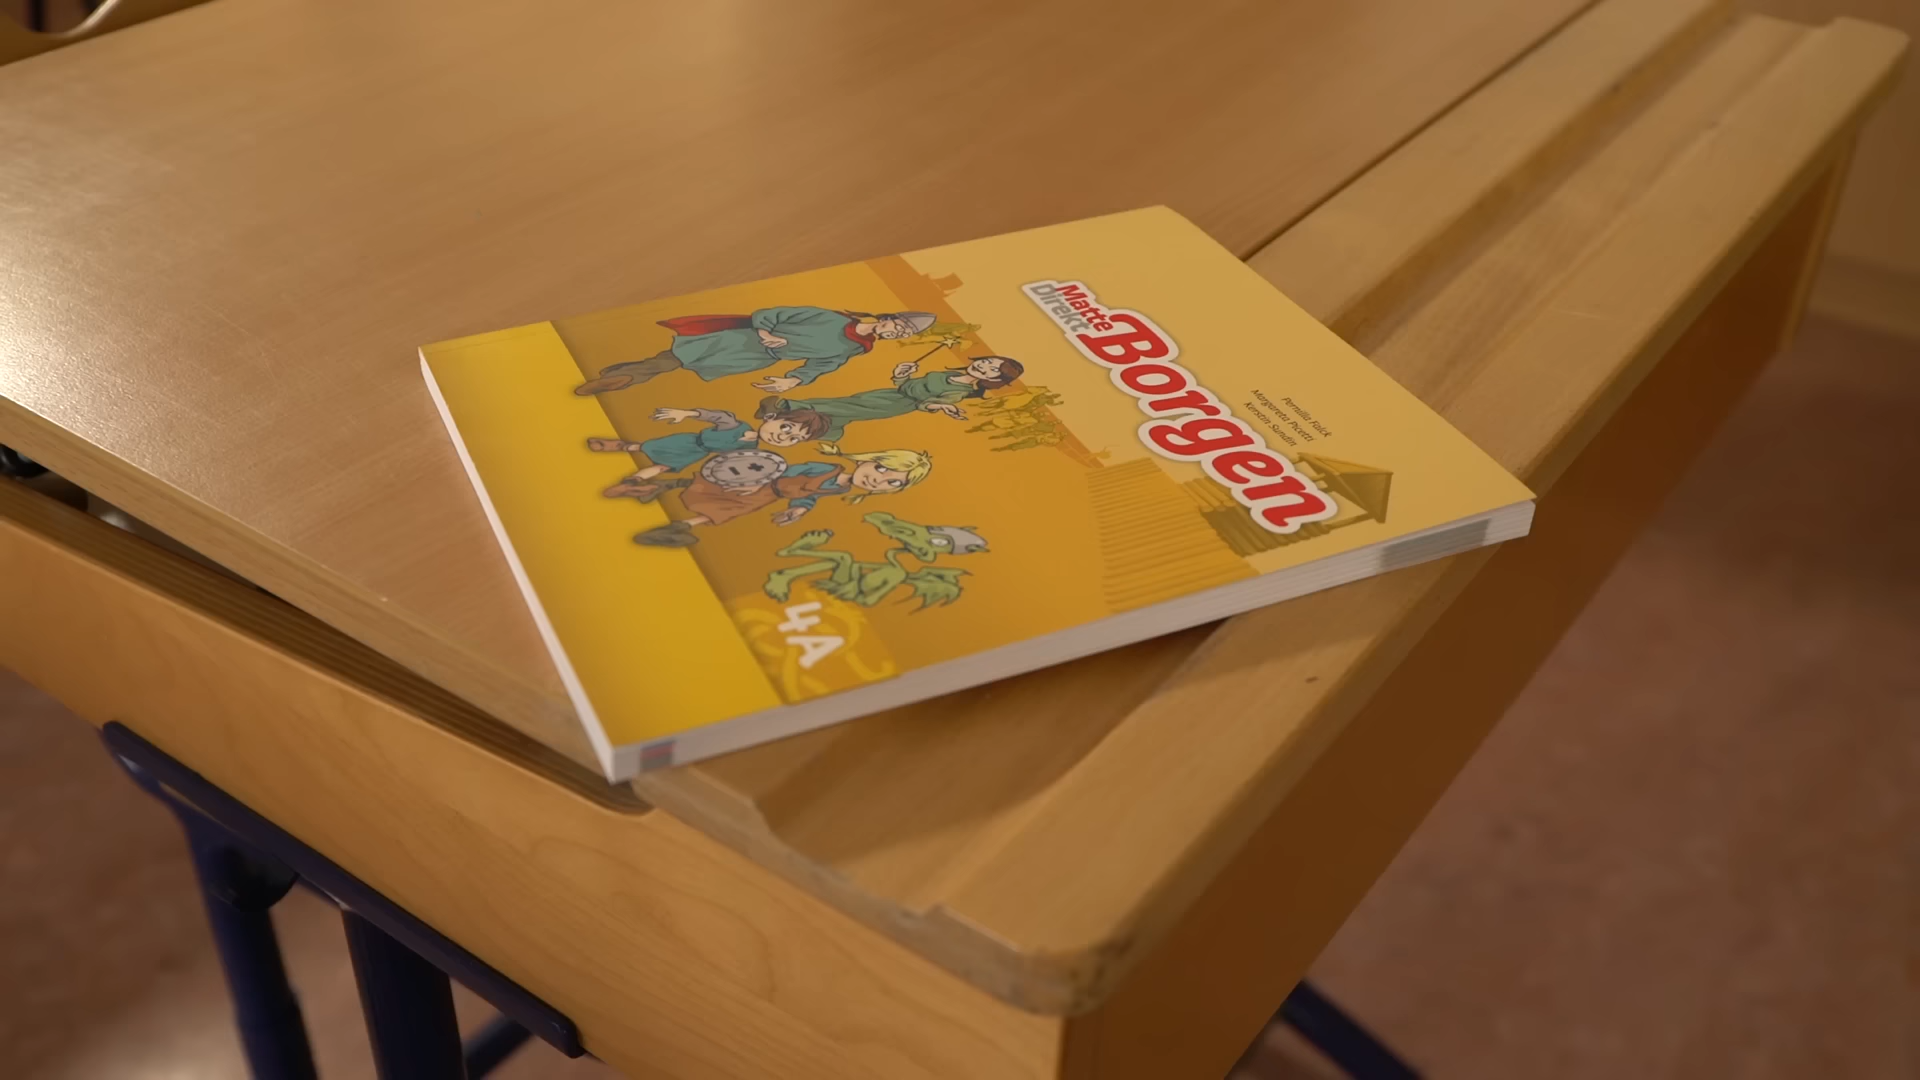 Matte
Direkt
Borgen
Pernilla Falck
Margareta Picetti
Kerstin Sundin
4A